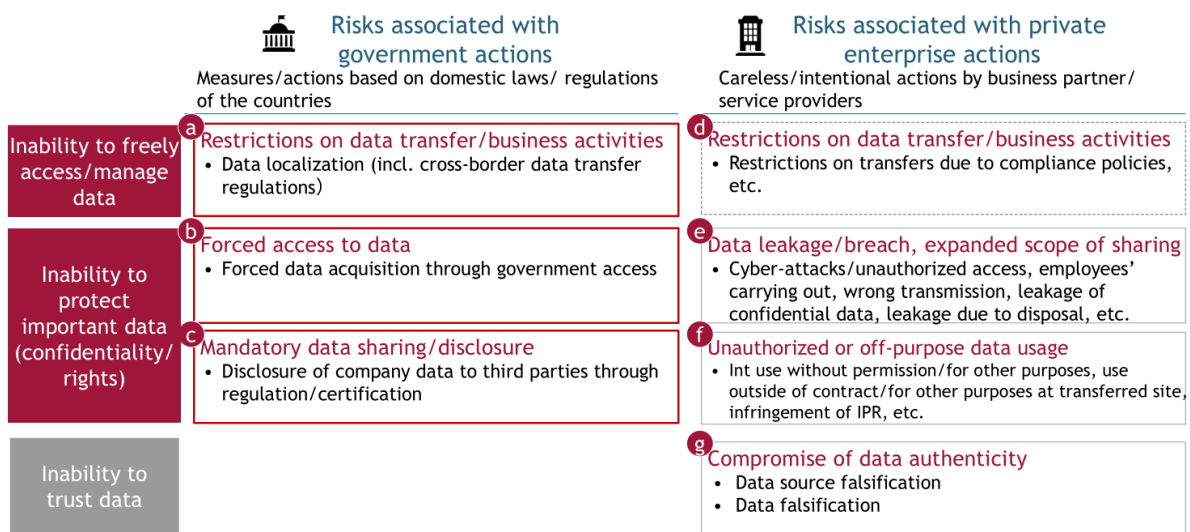 Risks associated with
government actions
Measures/actions based on domestic laws/ regulations
of the countries
Risks associated with private
enterprise actions
Careless/intentional actions by business partner/
service providers
Inability to freely
access/manage
data
a
Restrictions on data transfer/business activities
• Data localization (incl. cross-border data transfer
regulations)
d
Restrictions on data transfer/business activities
• Restrictions on transfers due to compliance policies,
etc.
Inability to
protect
important data
(confidentiality/
rights)
b
Forced access to data
• Forced data acquisition through government access
e
Data leakage/breach, expanded scope of sharing
• Cyber-attacks/unauthorized access, employees’
carrying out, wrong transmission, leakage of
confidential data, leakage due to disposal, etc.
c
Mandatory data sharing/disclosure
• Disclosure of company data to third parties through
regulation/certification
f
Unauthorized or off-purpose data usage
• Int use without permission/for other purposes, use
outside of contract/for other purposes at transferred site,
infringement of IPR, etc.
Inability to
trust data
g
Compromise of data authenticity
• Data source falsification
• Data falsification